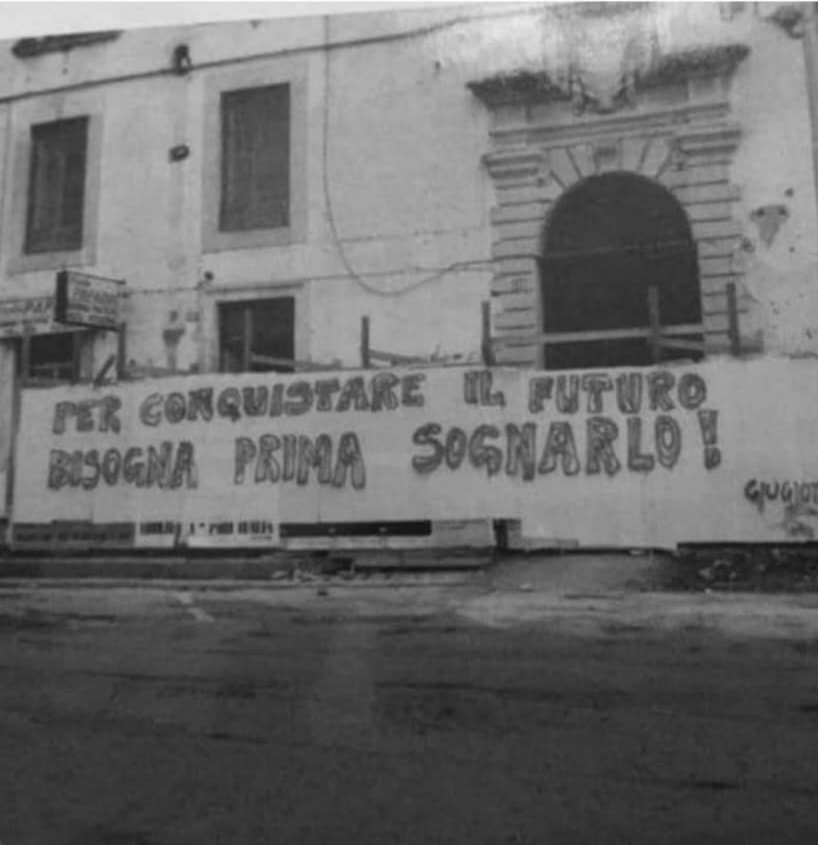 PER CONQUISTARE IL FUTURO
BISOGNA PRIMA SOGNARLO!